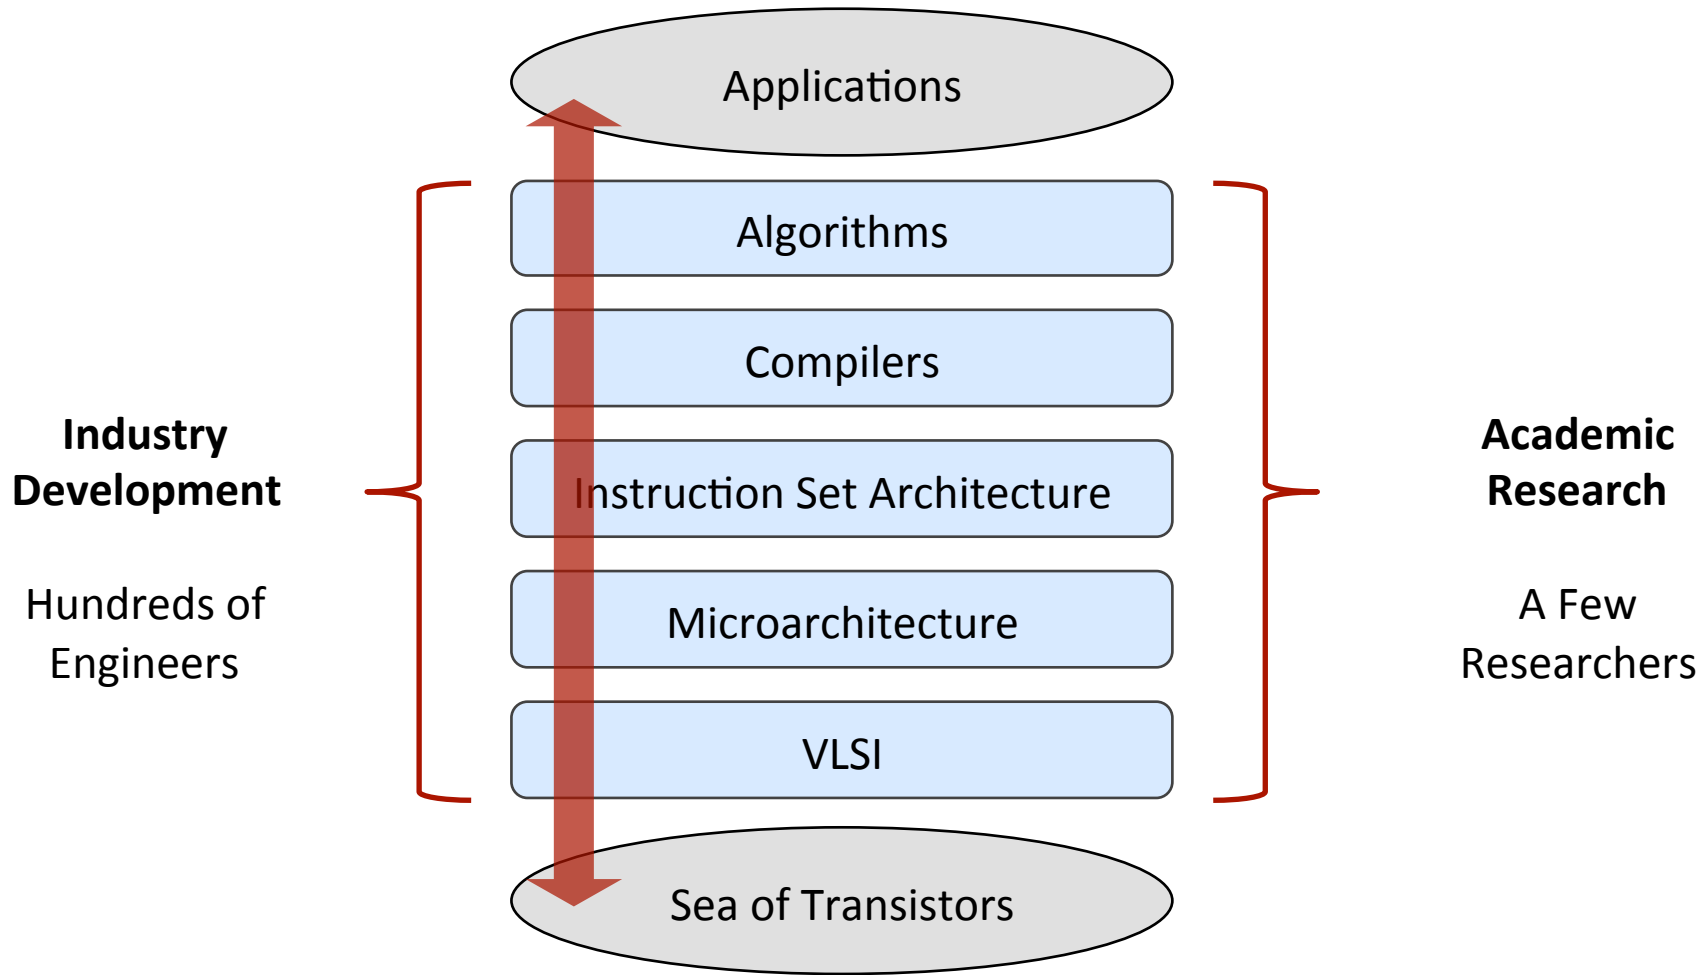 Applications
Algorithms
Compilers
Instruction Set Architecture
Microarchitecture
VLSI
Sea of Transistors
Industry
Development
Hundreds of
Engineers
Academic
Research
A Few
Researchers